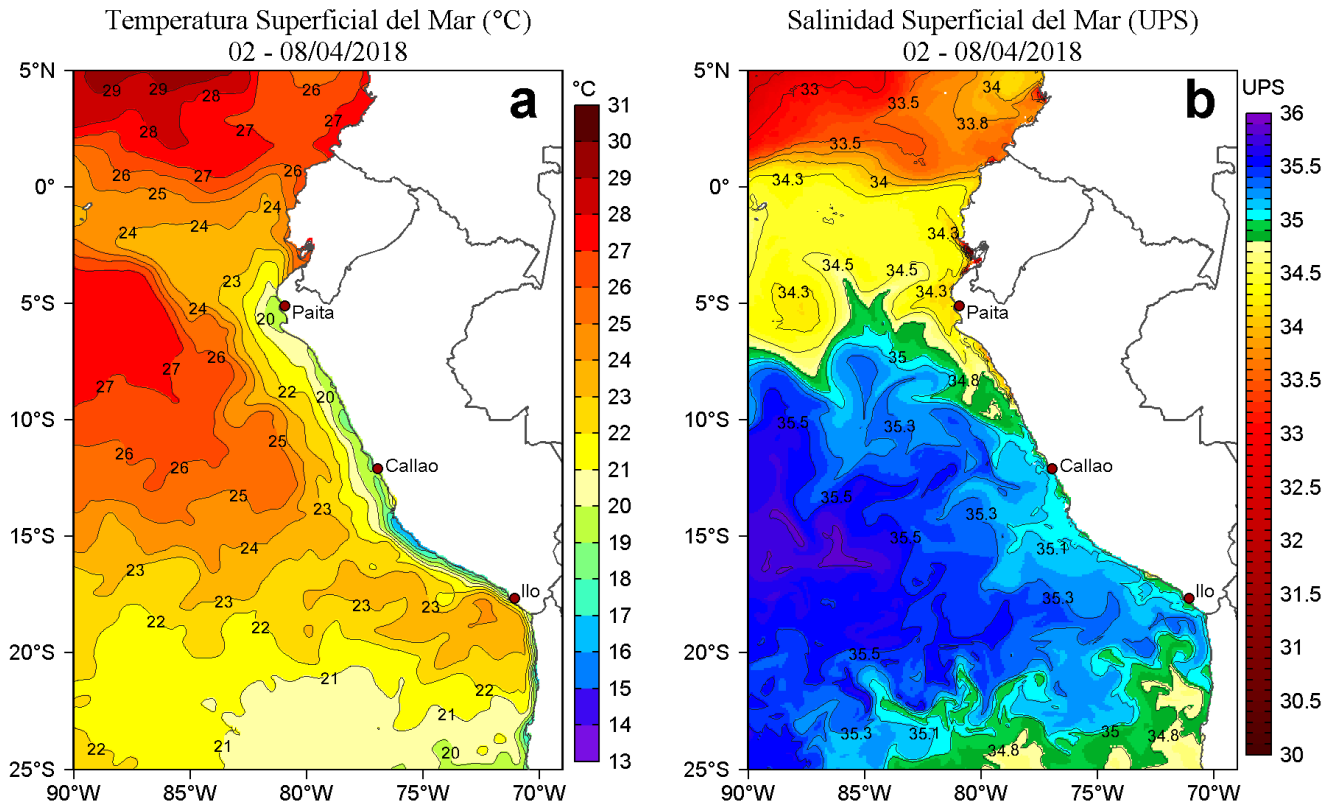 Temperatura Superficial del Mar (°C)
02 - 08/04/2018
a
5°N
0°
5°S
10°S
15°S
20°S
25°S
90°W
85°W
80°W
75°W
70°W
29
29
28
26
28
27
27
26
27
26
25
24
24
24
23
24
20
Paita
27
26
27
22
20
25
26
26
25
Callao
23
24
23
23
23
24
Ilo
22
22
21
22
21
22
21
20
°C
31
30
29
28
27
26
25
24
23
22
21
20
19
18
17
16
15
14
13
Salinidad Superficial del Mar (UPS)
02 - 08/04/2018
b
5°N
0°
5°S
10°S
15°S
20°S
25°S
90°W
85°W
80°W
75°W
70°W
33
33.5
34
33.8
33.5
34.3
34
34.3
34.5
34.5
34.3
34.3
Paita
35
34.8
35.5
35.3
Callao
35.5
35.3
35.5
35.1
Ilo
35.3
35.5
35.3
35.1
35
34.8
34.8
UPS
36
35.5
35
34.5
34
33.5
33
32.5
32
31.5
31
30.5
30